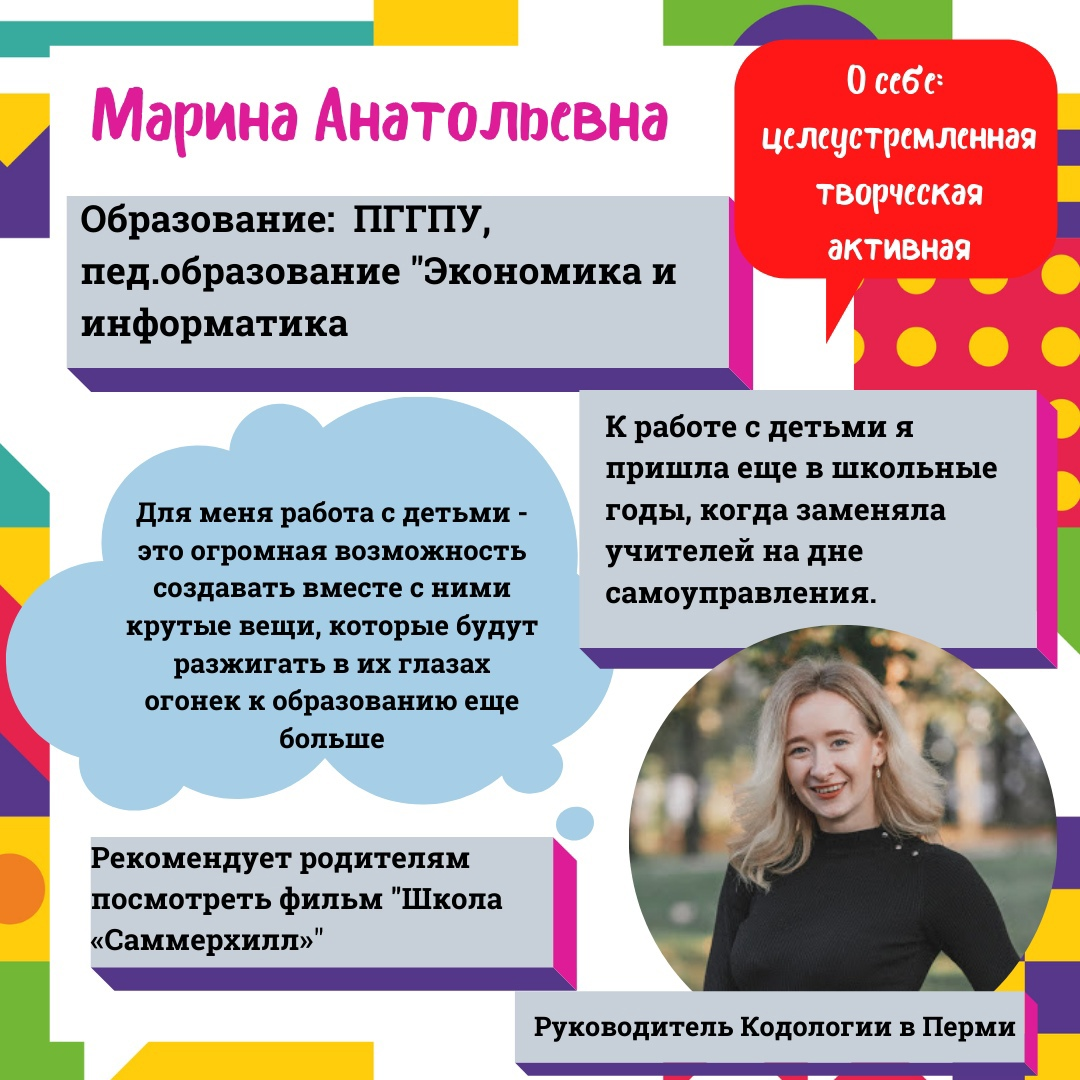 Марина Анатольевна
О себе:
целеустремленная
творческая
активная
Образование:  ПГГПУ,
пед.образование "Экономика и
информатика
К работе с детьми я
пришла еще в школьные
годы, когда заменяла
учителей на дне
самоуправления.
Для меня работа с детьми -
это огромная возможность
создавать вместе с ними
крутые вещи, которые будут
разжигать в их глазах
огонек к образованию еще
больше
Рекомендует родителям
посмотреть фильм "Школа
«Саммерхилл»"
Руководитель Кодологии в Перми